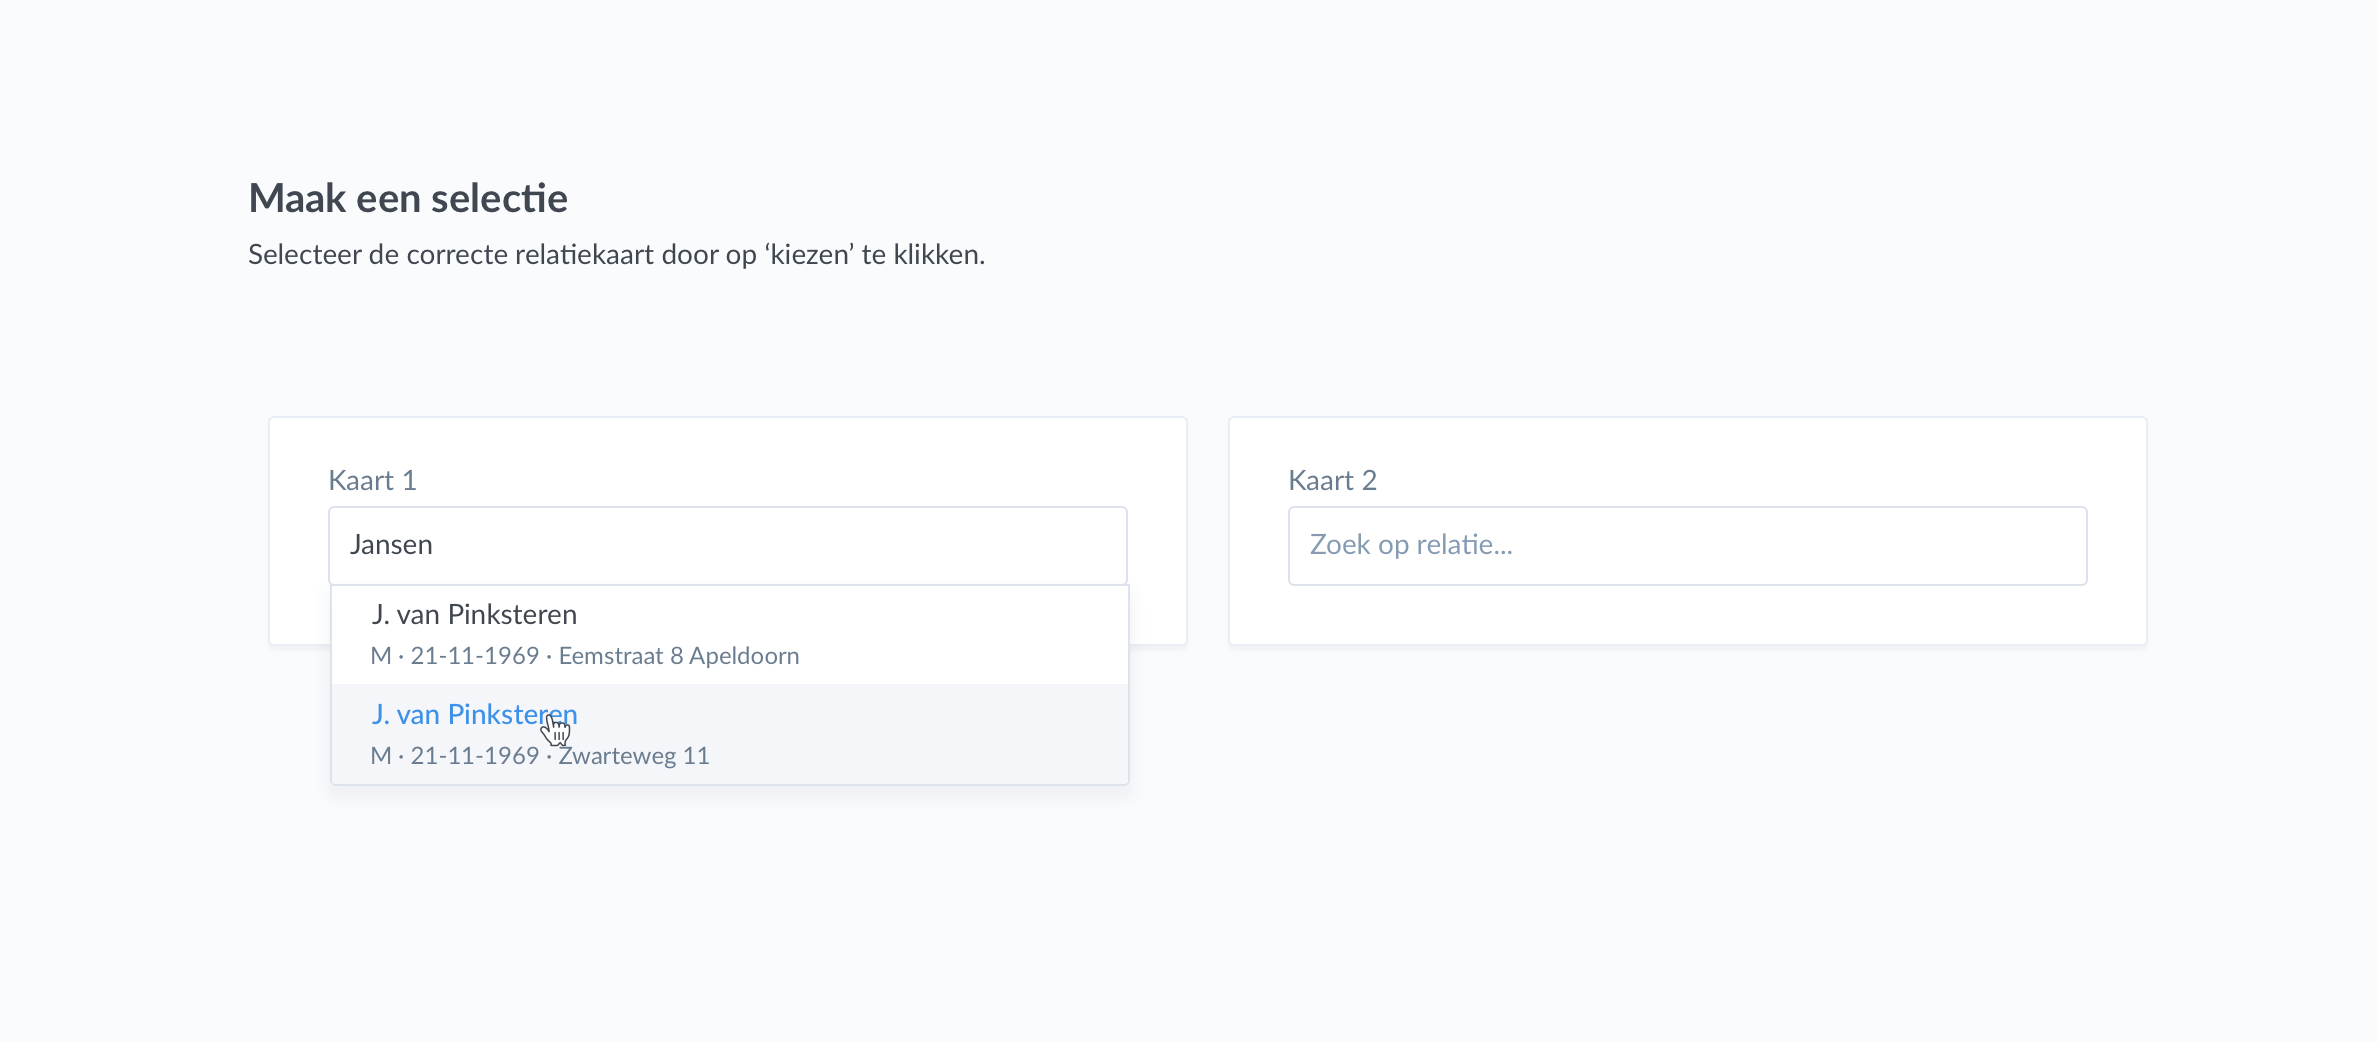 Maak een selectie
Selecteer de correcte relatiekaart door op ‘kiezen’ te klikken.
Kaart 1
Jansen
J. van Pinksteren
M · 21-11-1969 · Eemstraat 8 Apeldoorn
J. van Pinksteren
M · 21-11-1969 · Zwarteweg 11
Kaart 2
Zoek op relatie...